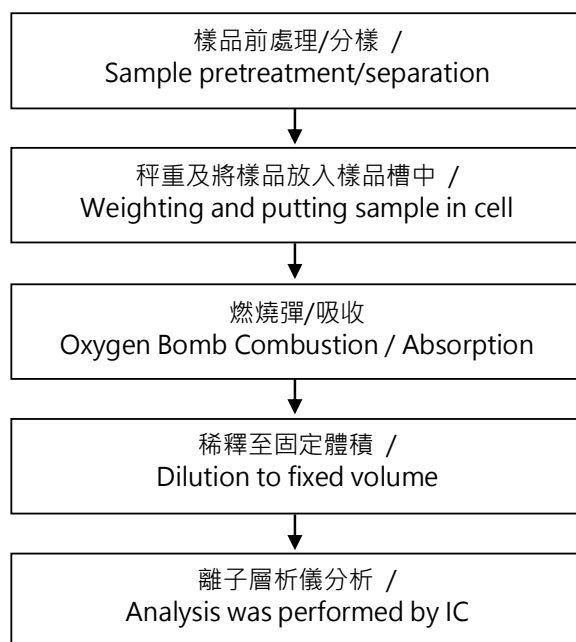 樣品前處理/分樣 /
Sample pretreatment/separation
秤重及將樣品放入樣品槽中 /
Weighting and putting sample in cell
燃燒彈/吸收
Oxygen Bomb Combustion / Absorption
稀釋至固定體積 /
Dilution to fixed volume
離子層析儀分析 /
Analysis was performed by IC